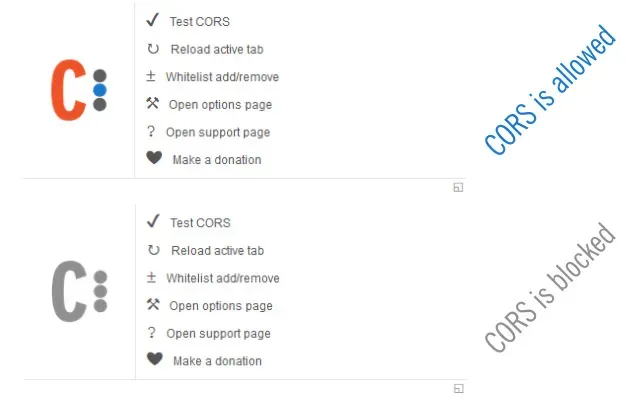 C
✓ Test CORS
↻ Reload active tab
± Whitelist add/remove
⚒ Open options page
? Open support page
♥ Make a donation
CORS is allowed
C
✓ Test CORS
↻ Reload active tab
± Whitelist add/remove
⚒ Open options page
? Open support page
♥ Make a donation
CORS is blocked